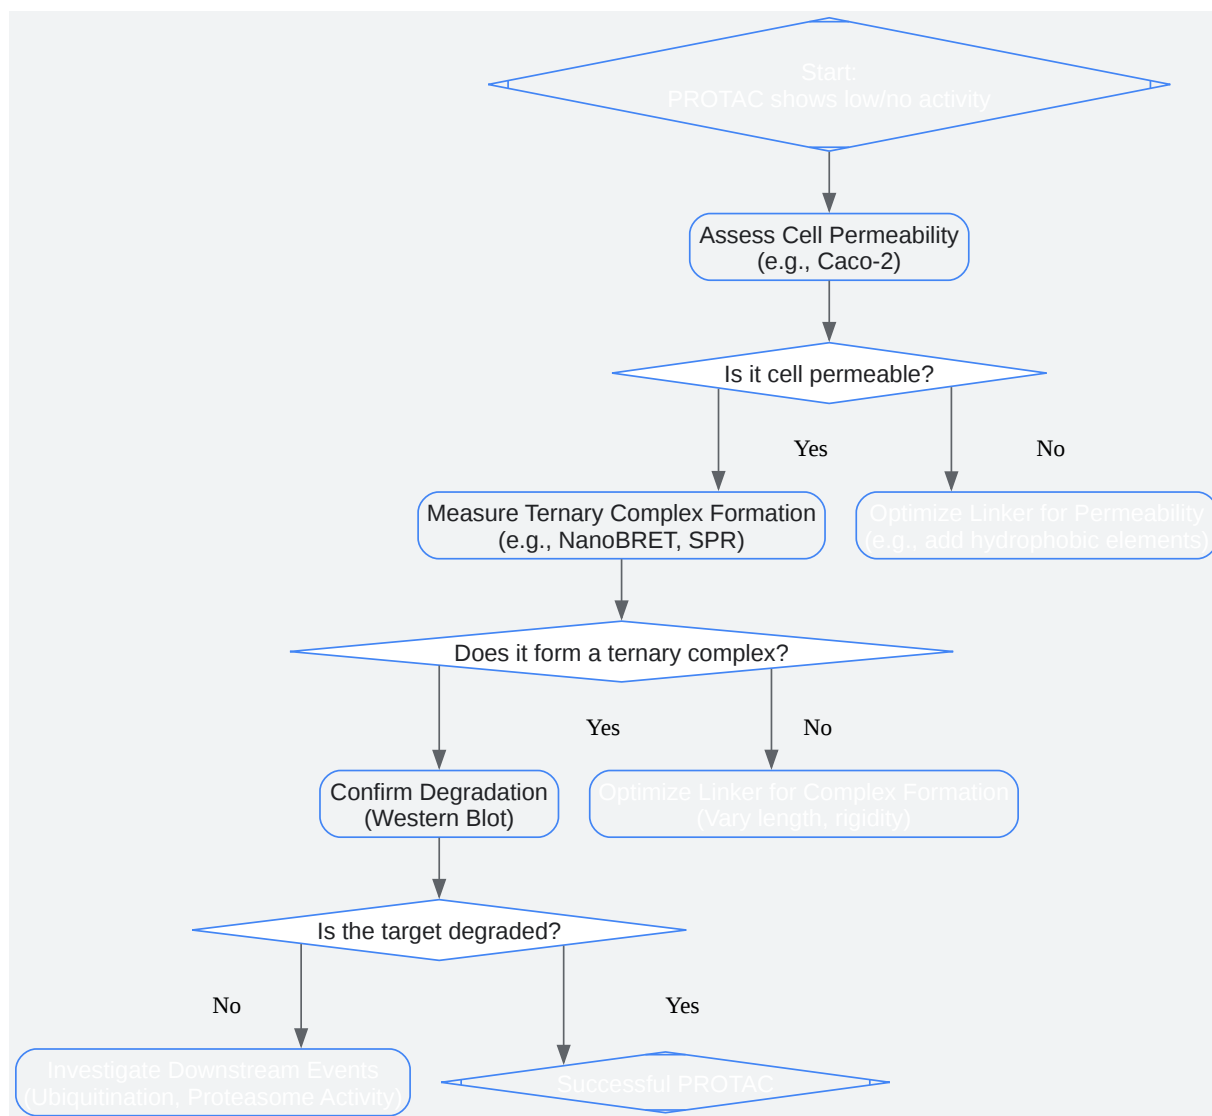 Start:
PROTAC shows low/no activity
Assess Cell Permeability
(e.g., Caco-2)
Is it cell permeable?
Yes
No
Measure Ternary Complex Formation
(e.g., NanoBRET, SPR)
Optimize Linker for Permeability
(e.g., add hydrophobic elements)
Does it form a ternary complex?
Yes
No
Confirm Degradation
(Western Blot)
Optimize Linker for Complex Formation
(Vary length, rigidity)
Is the target degraded?
No
Yes
Investigate Downstream Events
(Ubiquitination, Proteasome Activity)
Successful PROTAC